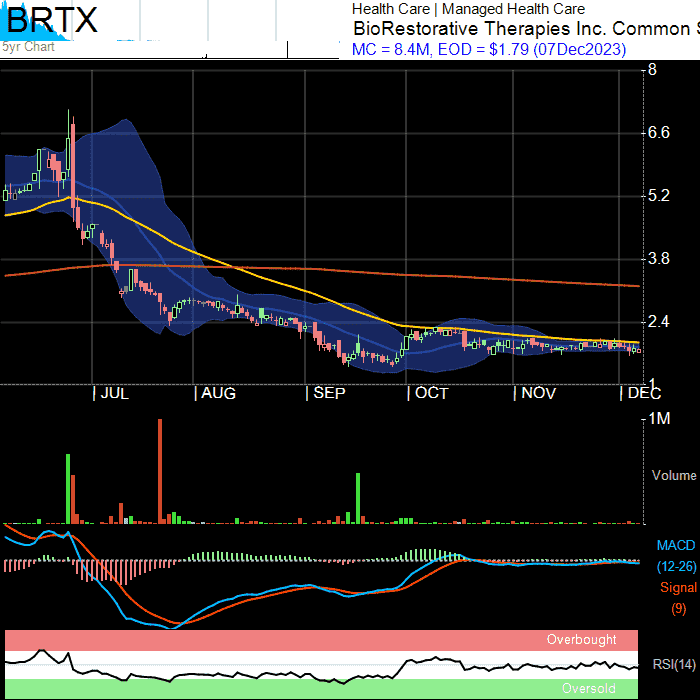 BRTX
Health Care | Managed Health Care
BioRestorative Therapies Inc. Common S
5yr Chart
MC = 8.4M, EOD = $1.79 (07Dec2023)
8
6.6
5.2
3.8
2.4
1
| JUL | AUG | SEP | OCT | NOV | DEC
1M
Volume
MACD
(12-26)
Signal
(9)
Overbought
RSI(14)
Oversold